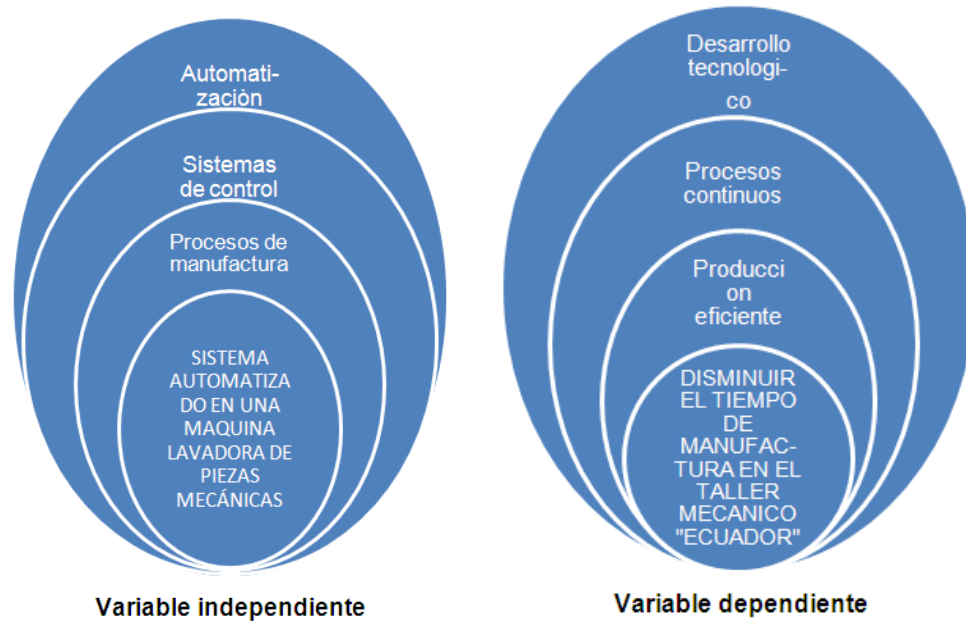 Automati-
zaciòn
Sistemas
de control
Procesos de
manufactura
SISTEMA
AUTOMATIZA
DO EN UNA
MAQUINA
LAVADORA DE
PIEZAS
MECÁNICAS
Variable independiente
Desarrollo
tecnologi-
co
Procesos
continuos
Producci
on
eficiente
DISMINUIR
EL TIEMPO
DE
MANUFAC-
TURA EN EL
TALLER
MECANICO
"ECUADOR"
Variable dependiente